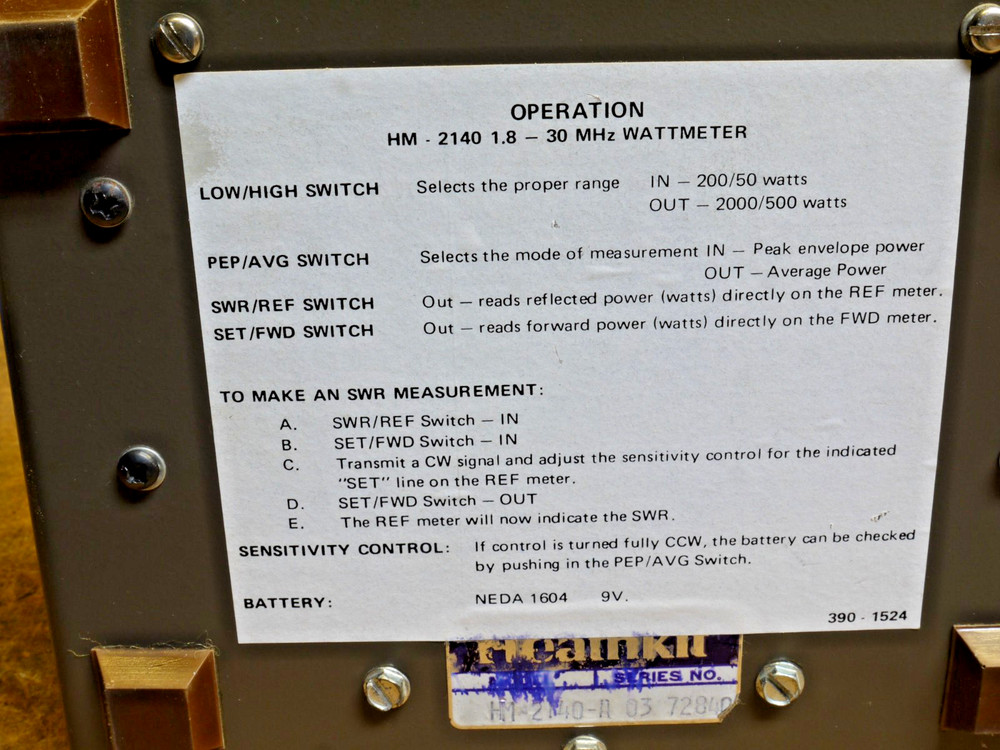 OPERATION
HM - 2140 1.8 – 30 MHz WATTMETER
LOW/HIGH SWITCH Selects the proper range IN – 200/50 watts
OUT – 2000/500 watts
PEP/AVG SWITCH Selects the mode of measurement IN – Peak envelope power
OUT – Average Power
SWR/REF SWITCH Out – reads reflected power (watts) directly on the REF meter.
SET/FWD SWITCH Out – reads forward power (watts) directly on the FWD meter.
TO MAKE AN SWR MEASUREMENT:
A. SWR/REF Switch – IN
B. SET/FWD Switch – IN
C. Transmit a CW signal and adjust the sensitivity control for the indicated
"SET" line on the REF meter.
D. SET/FWD Switch – OUT
E. The REF meter will now indicate the SWR.
SENSITIVITY CONTROL: If control is turned fully CCW, the battery can be checked
by pushing in the PEP/AVG Switch.
BATTERY: NEDA 1604 9V.
390 - 1524
Heathkit
SERIES NO.
HM-2140-A 03 72840